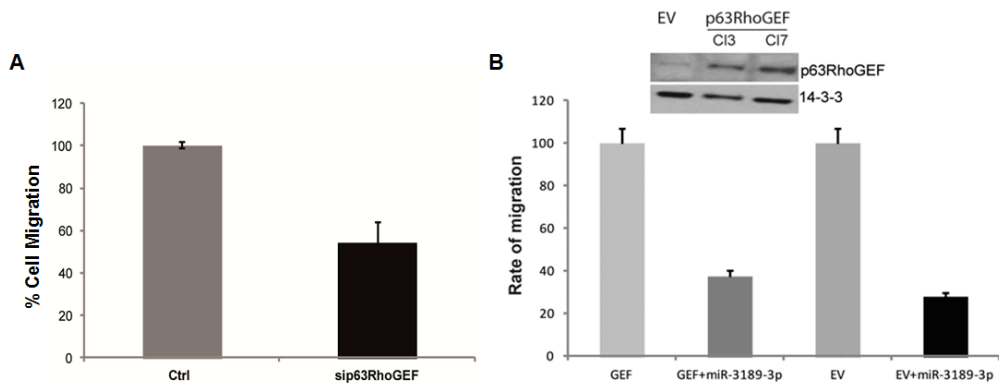 A
% Cell Migration
120
100
80
60
40
20
0
Ctrl
sip63RhoGEF
B
EV
p63RhoGEF
Cl3
Cl7
p63RhoGEF
14-3-3
Rate of migration
120
100
80
60
40
20
0
GEF
GEF+miR-3189-3p
EV
EV+miR-3189-3p